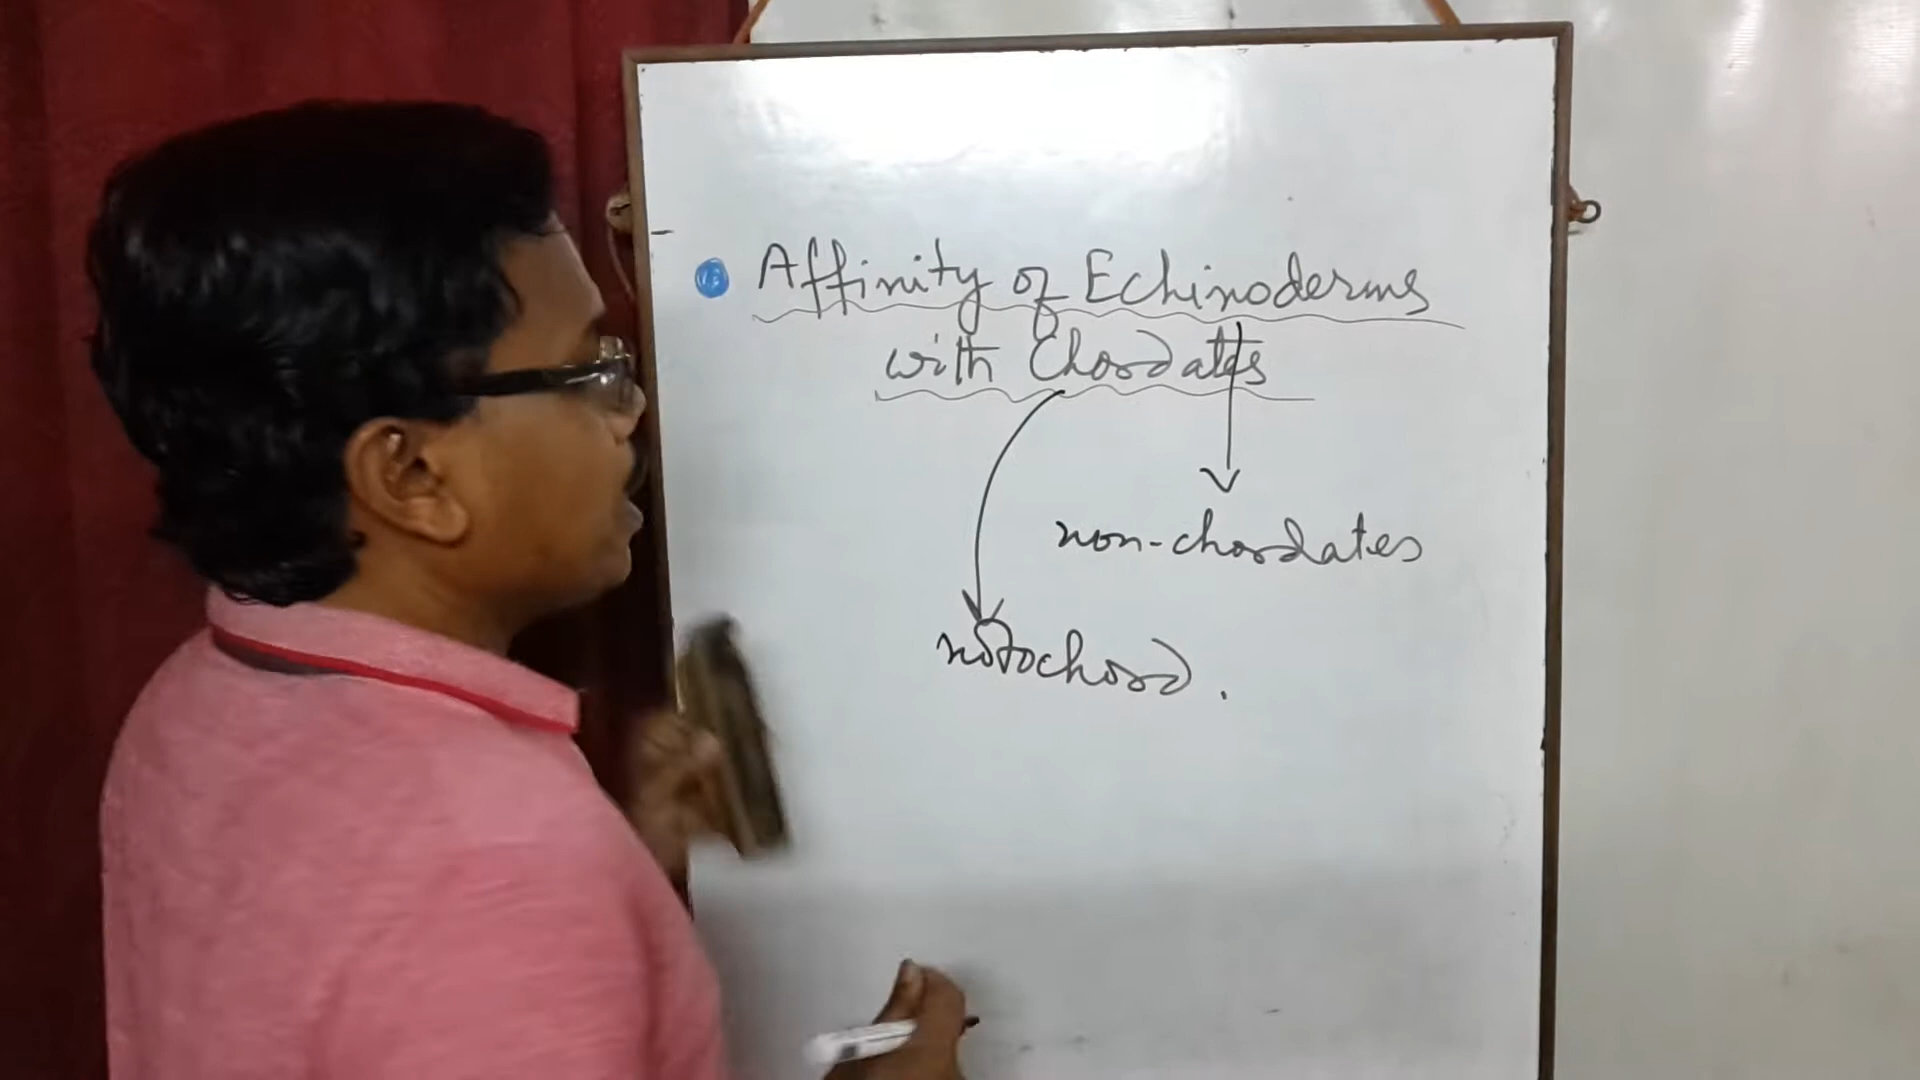 Affinity of Echinoderms
with Chordates
non-chordates
notochord.